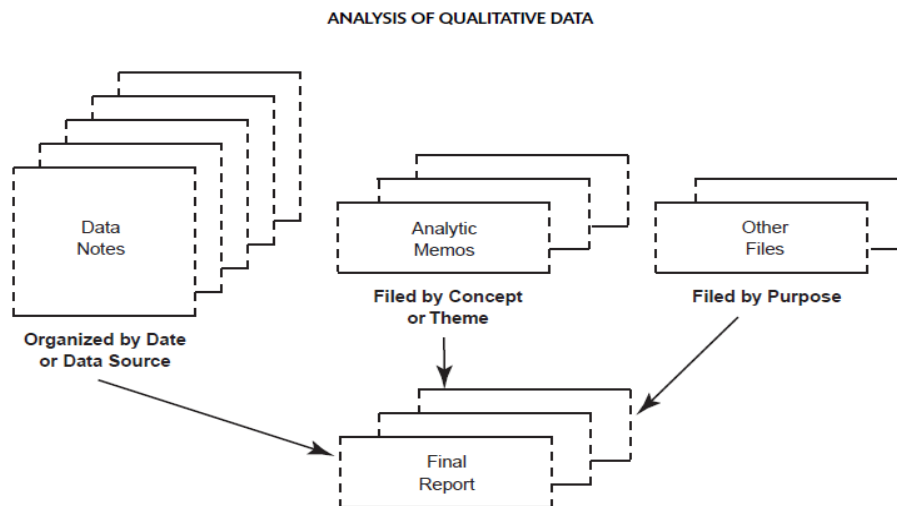 ANALYSIS OF QUALITATIVE DATA
Data
Notes
Analytic
Memos
Other
Files
Organized by Date
or Data Source
Filed by Concept
or Theme
Filed by Purpose
Final
Report